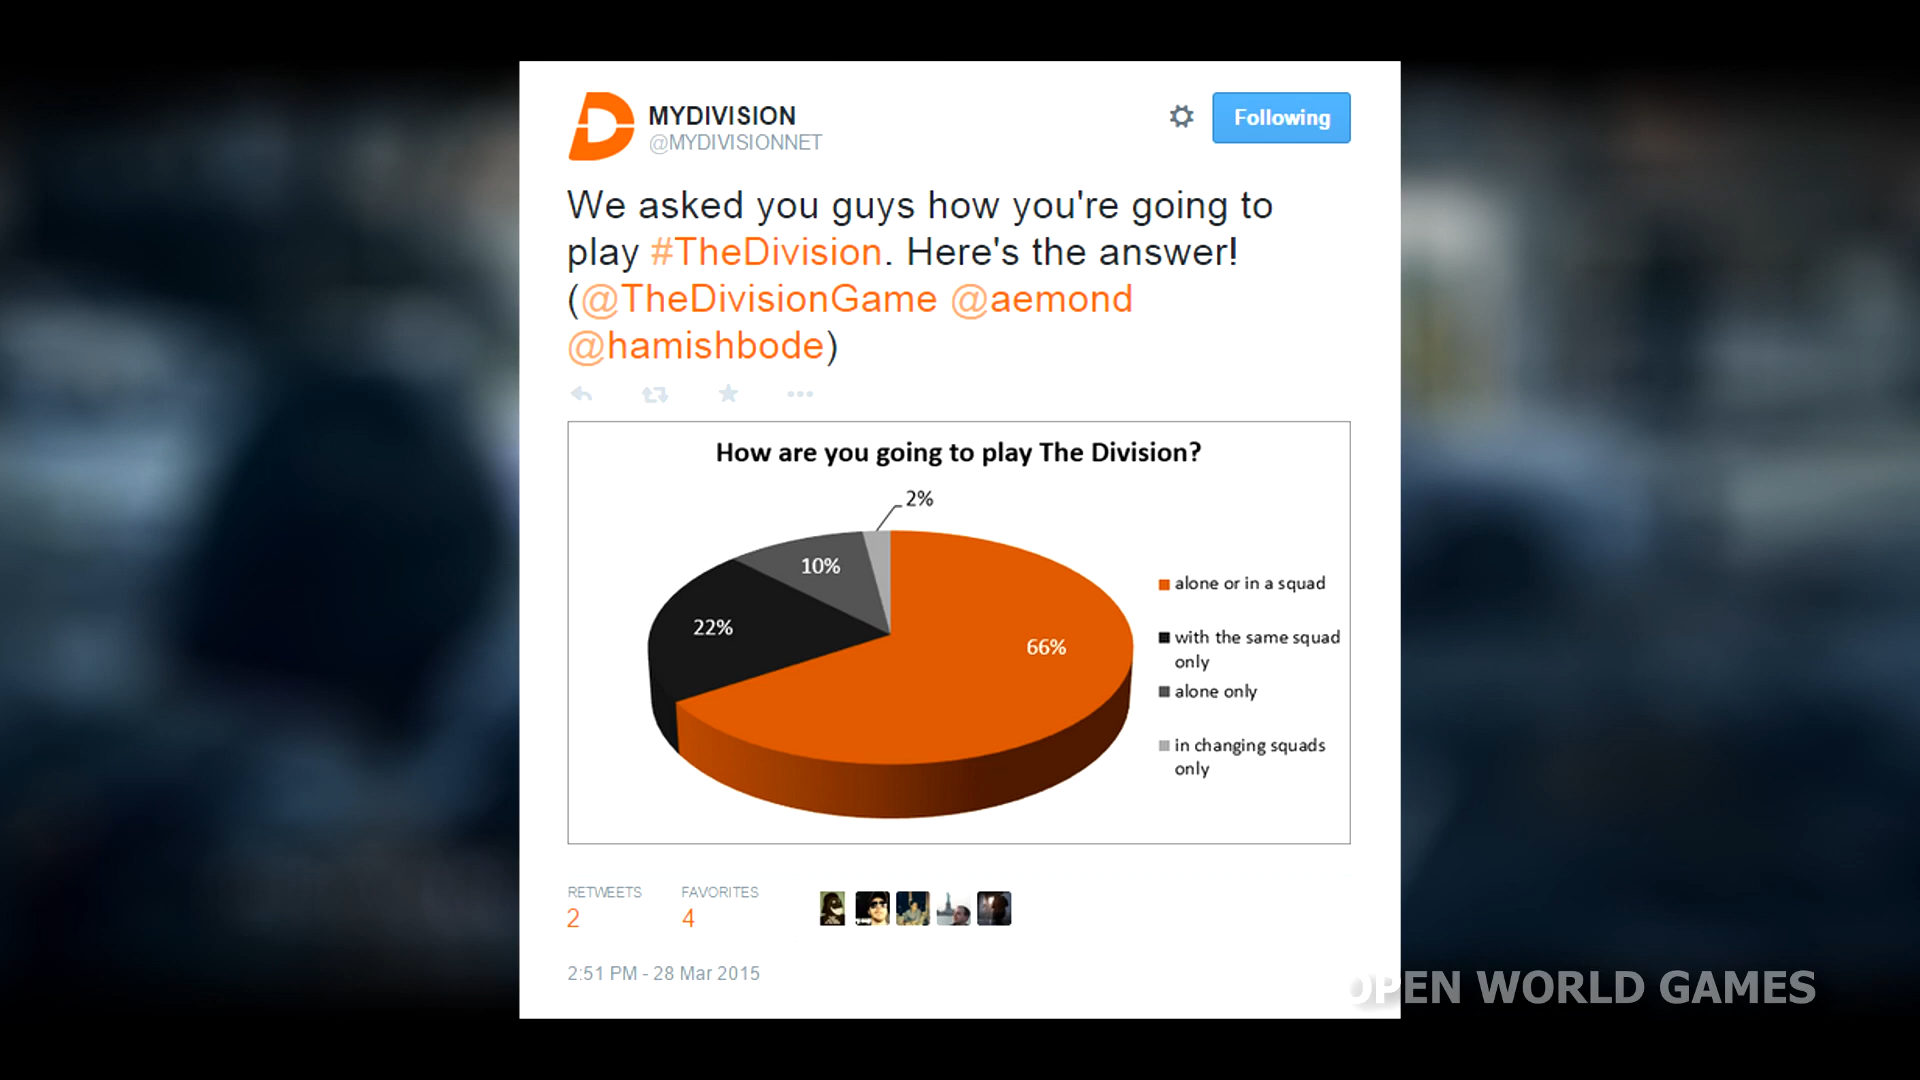 MYDIVISION
@MYDIVISIONNET
Following
We asked you guys how you're going to
play #TheDivision. Here's the answer!
(@TheDivisionGame @aemond
@hamishbode)
How are you going to play The Division?
2%
10%
22%
66%
alone or in a squad
with the same squad
only
alone only
in changing squads
only
RETWEETS
2
FAVORITES
4
2:51 PM - 28 Mar 2015
OPEN WORLD GAMES